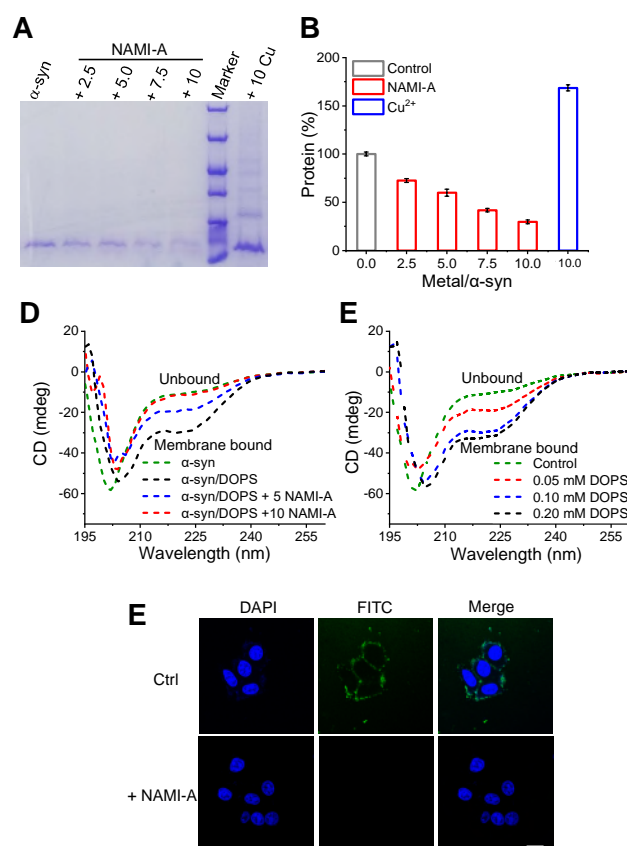 A
NAMI-A
α-syn
+ 2.5
+ 5.0
+ 7.5
+ 10
Marker
+ 10 Cu
B
Control
NAMI-A
Cu²⁺
200
150
100
50
0
Protein (%)
0.0 2.5 5.0 7.5 10.0 10.0
Metal/α-syn
D
20
0
-20
-40
-60
CD (mdeg)
Unbound
Membrane bound
α-syn
α-syn/DOPS
α-syn/DOPS + 5 NAMI-A
α-syn/DOPS +10 NAMI-A
195 210 225 240 255
Wavelength (nm)
E
20
0
-20
-40
-60
CD (mdeg)
Unbound
Membrane bound
Control
0.05 mM DOPS
0.10 mM DOPS
0.20 mM DOPS
195 210 225 240 255
Wavelength (nm)
E
DAPI FITC Merge
Ctrl
+ NAMI-A